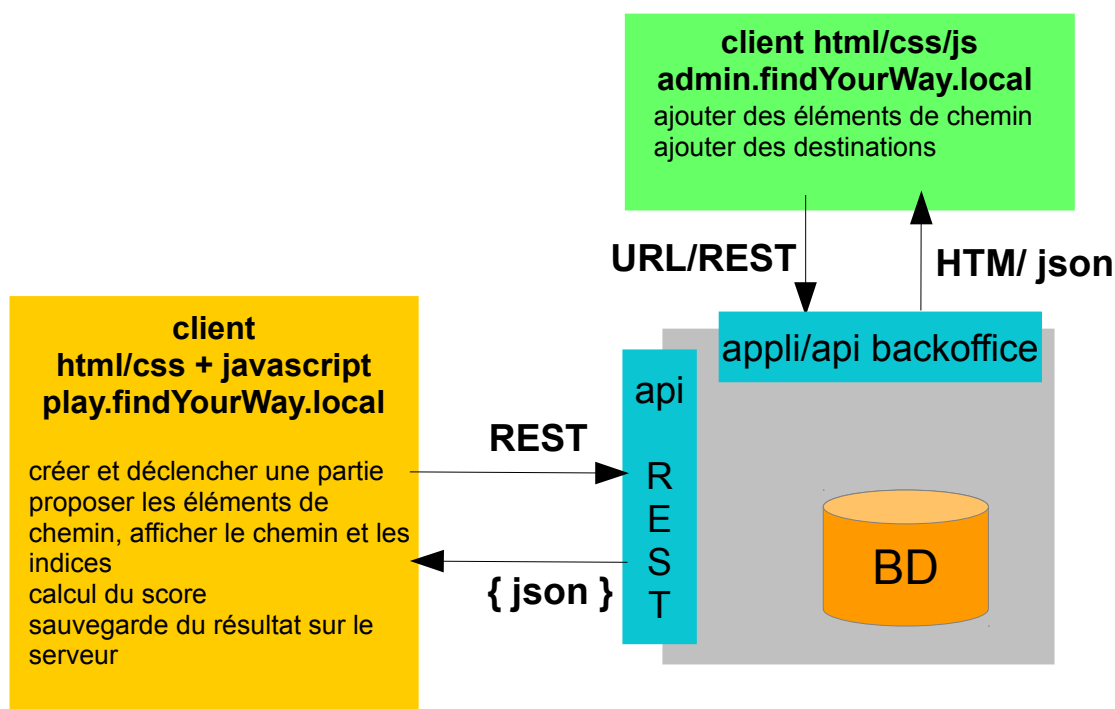 client html/css/js
admin.findYourWay.local
ajouter des éléments de chemin
ajouter des destinations
URL/REST
HTM/ json
client
html/css + javascript
play.findYourWay.local
créer et déclencher une partie
proposer les éléments de
chemin, afficher le chemin et les
indices
calcul du score
sauvegarde du résultat sur le
serveur
REST
{ json }
appli/api backoffice
api
R
E
S
T
BD